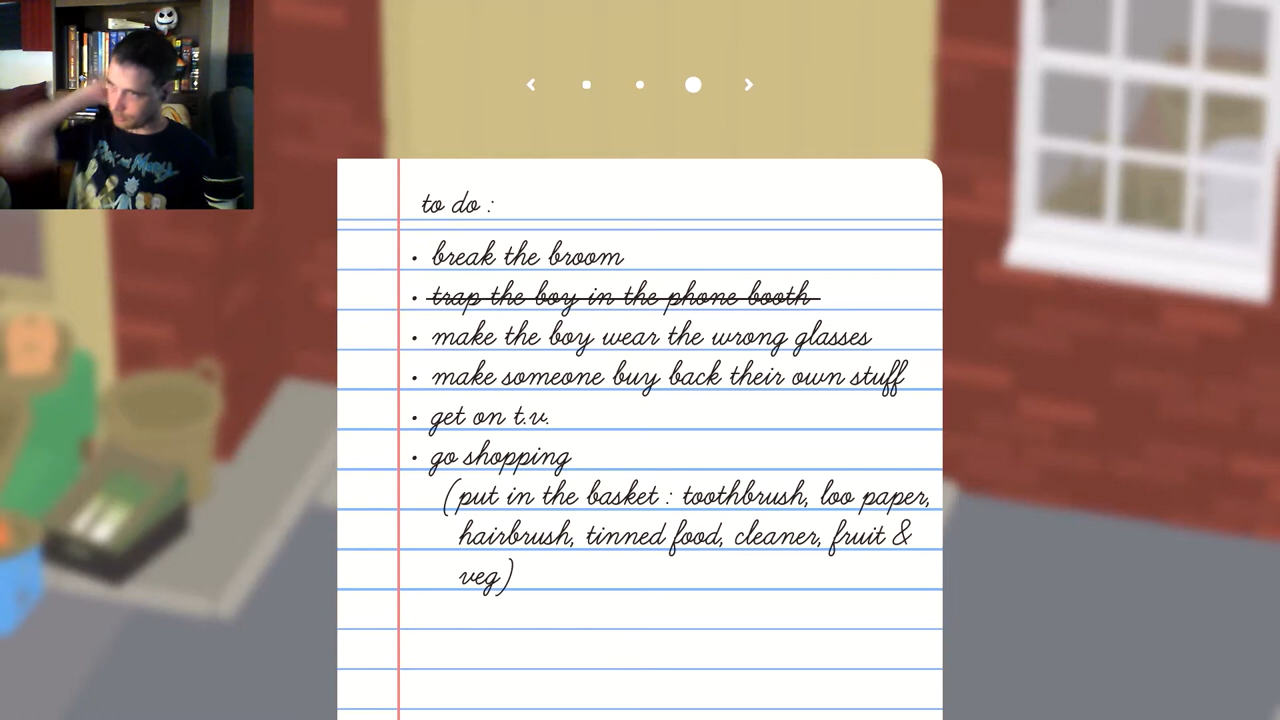 to do :
• break the broom
• trap the boy in the phone booth
• make the boy wear the wrong glasses
• make someone buy back their own stuff
• get on t.v.
• go shopping
(put in the basket : toothbrush, loo paper,
hairbrush, tinned food, cleaner, fruit &
veg)